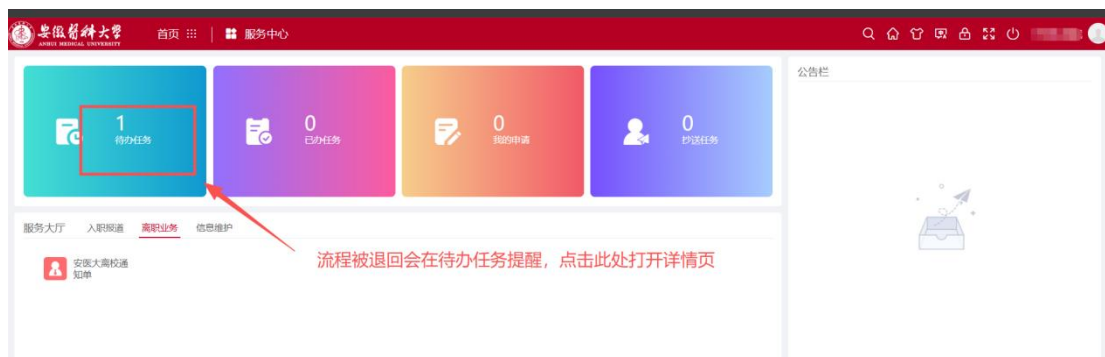 安徽医科大学 首页 服务中心
ANHUI MEDICAL UNIVERSITY
公告栏
1 0 0 0
待办任务 已办任务 我的申请 抄送任务
服务大厅 入职报道 离职业务 信息维护
流程被退回会在待办任务提醒，点击此处打开详情页
安医大离校通
知单